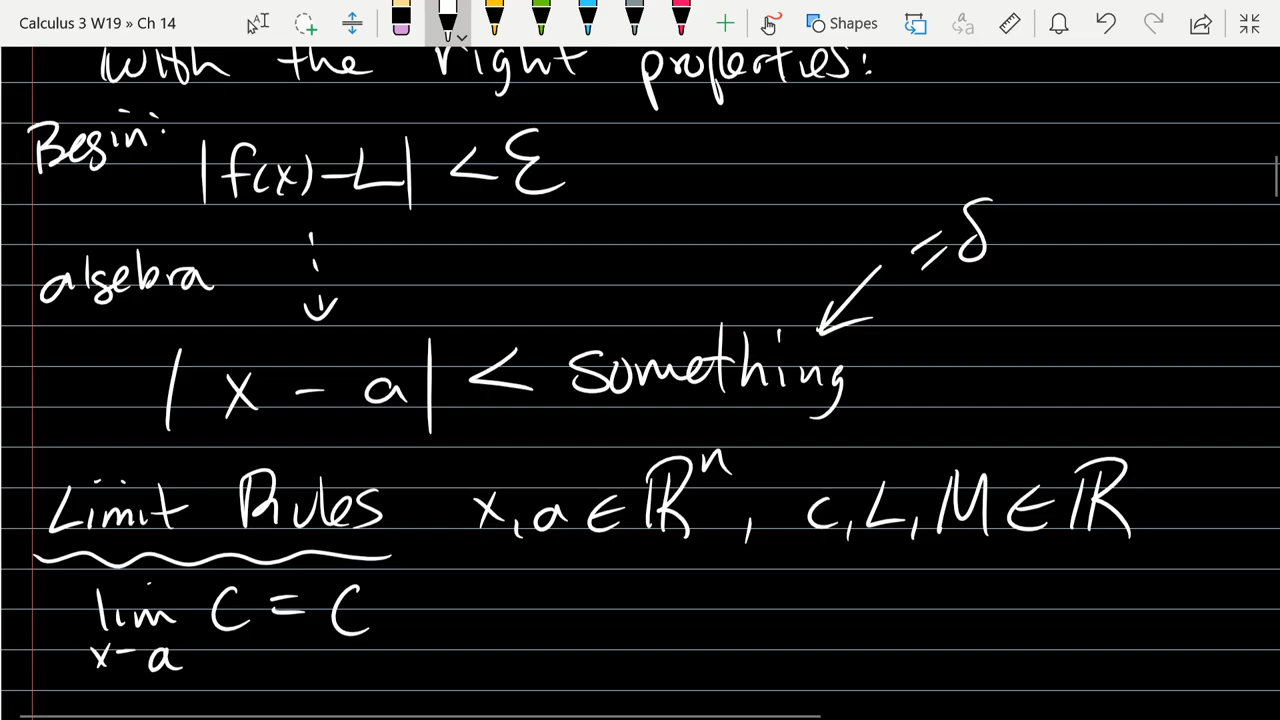 Calculus 3 W19 » Ch 14
Shapes
with the right properties:
Begin: |f(x)-L| < ε
algebra
= δ
| x - a | < something
Limit Rules x, a ∈ ℝⁿ, c, L, M ∈ ℝ
lim C = C
x - a